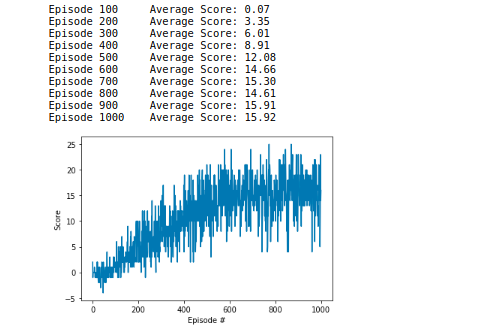 Episode 100 Average Score: 0.07
Episode 200 Average Score: 3.35
Episode 300 Average Score: 6.01
Episode 400 Average Score: 8.91
Episode 500 Average Score: 12.08
Episode 600 Average Score: 14.66
Episode 700 Average Score: 15.30
Episode 800 Average Score: 14.61
Episode 900 Average Score: 15.91
Episode 1000 Average Score: 15.92
25
20
15
10
5
0
−5
Score
0 200 400 600 800 1000
Episode #